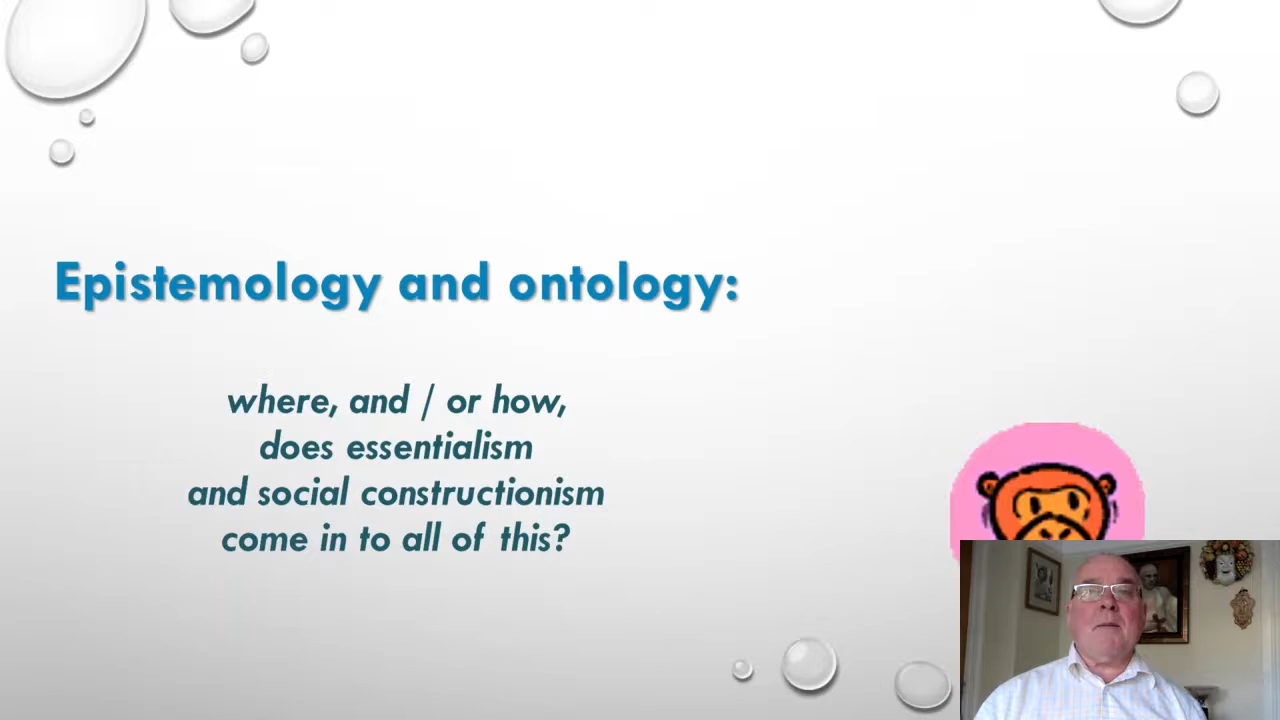 Epistemology and ontology:
where, and / or how,
does essentialism
and social constructionism
come in to all of this?